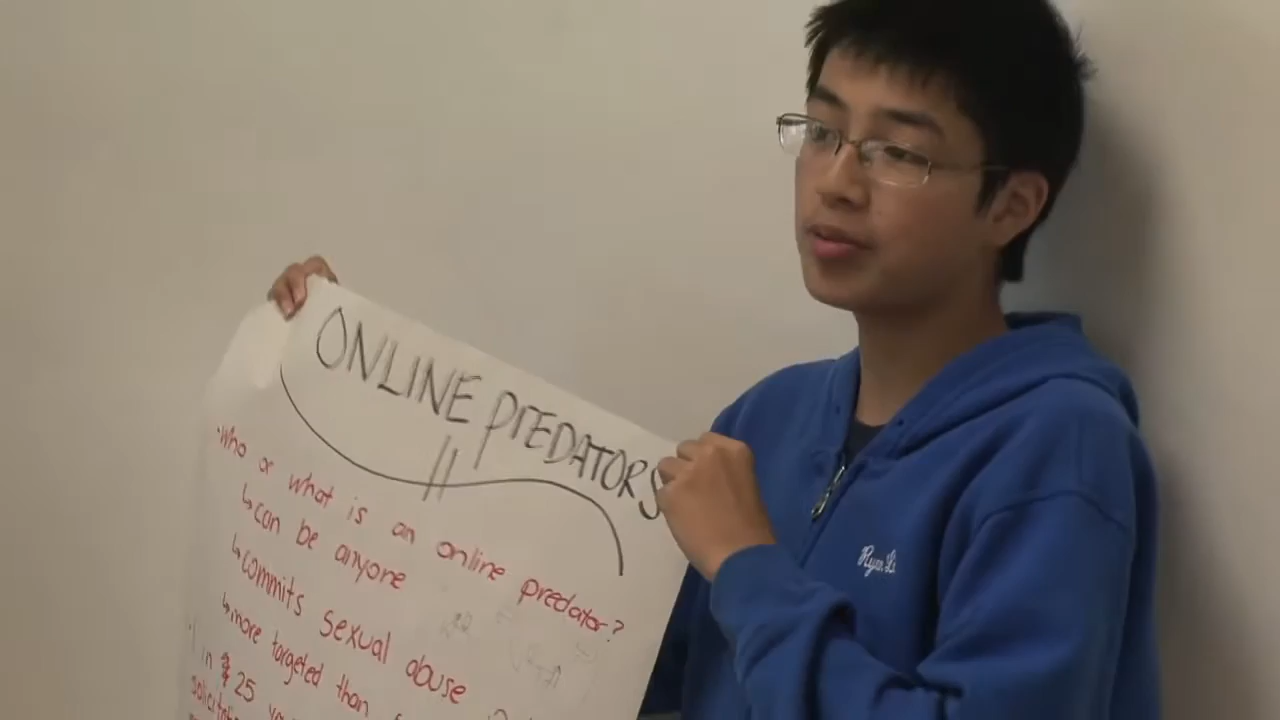 ONLINE PREDATORS
·Who or what is an online predator?
↳can be anyone
↳commits sexual abuse
↳more targeted than
1 in 25
Ryan